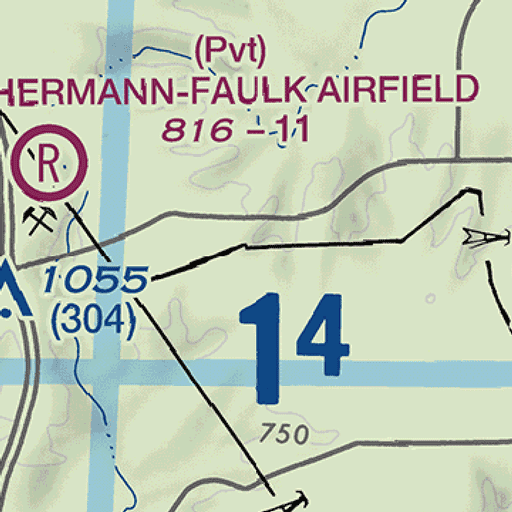 (Pvt)
HERMANN-FAULK AIRFIELD
816 - 11
R
1055
(304)
14
750